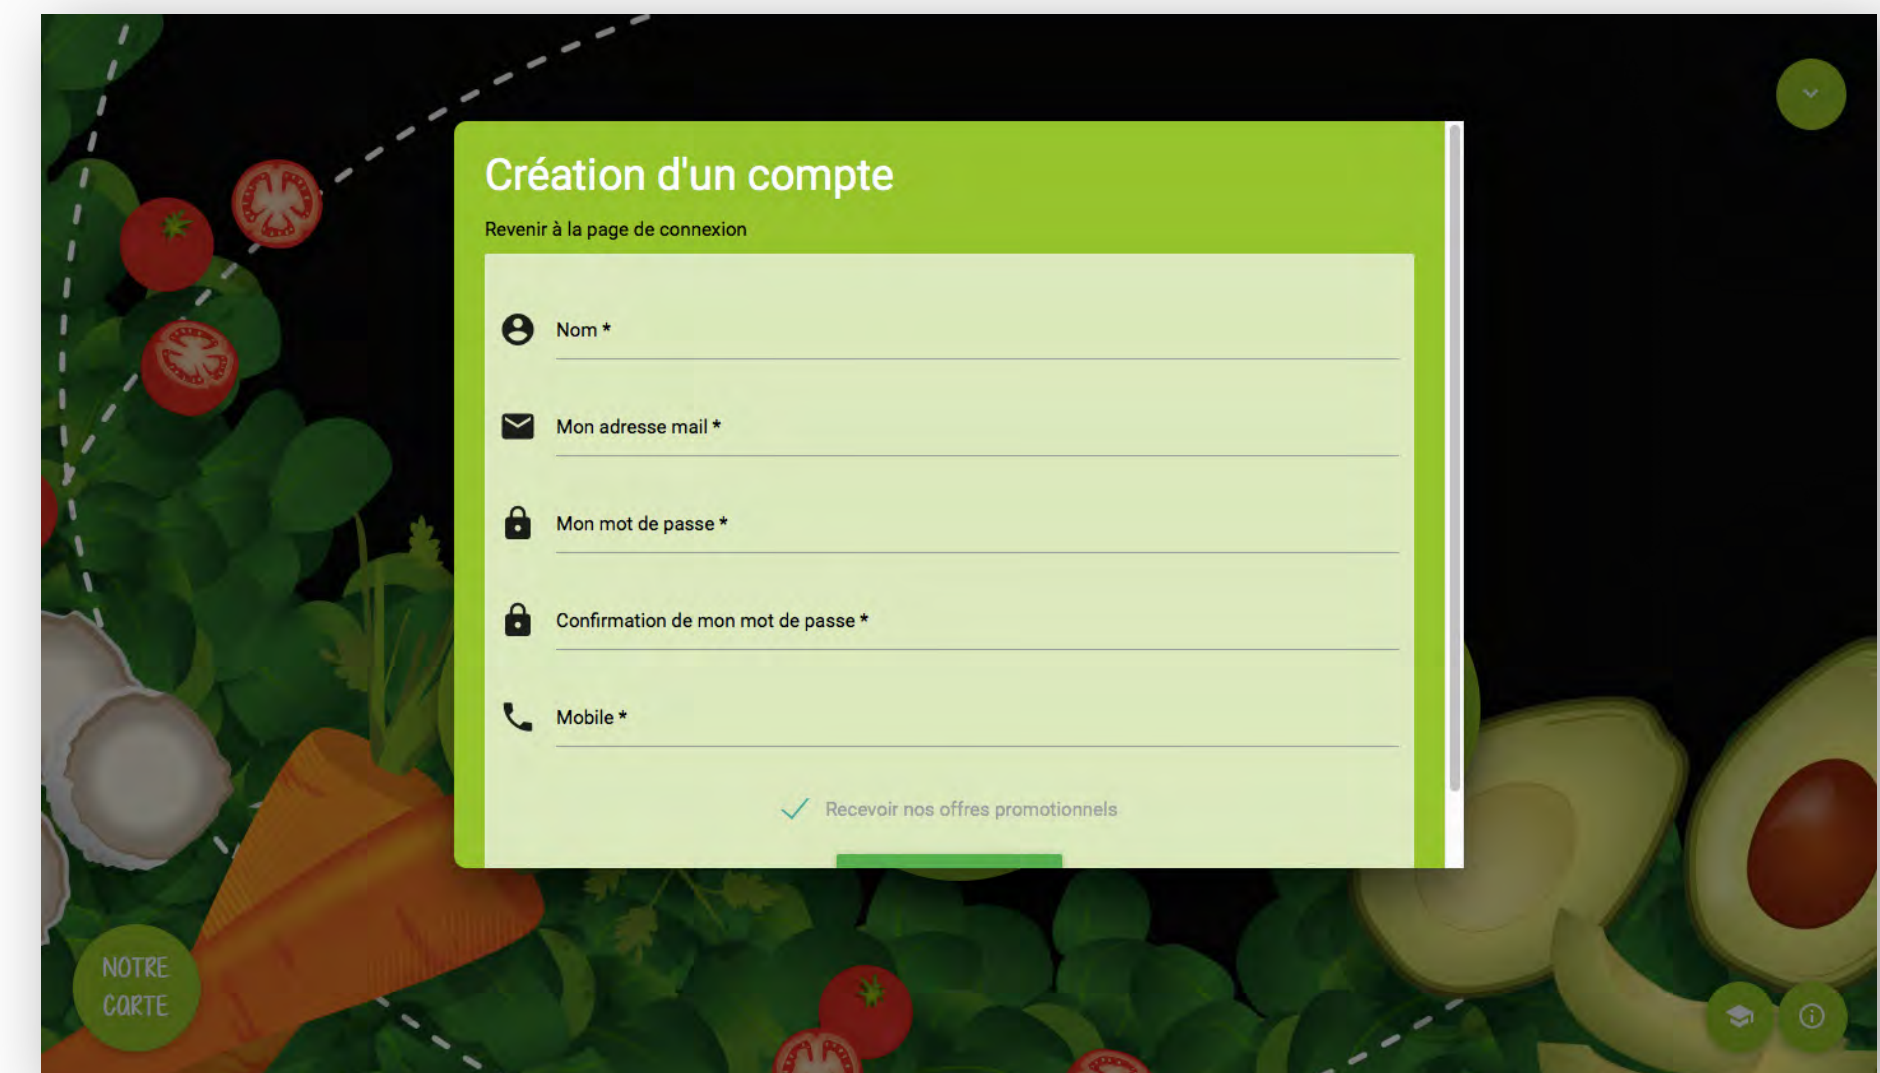 Création d'un compte
Revenir à la page de connexion
Nom *
Mon adresse mail *
Mon mot de passe *
Confirmation de mon mot de passe *
Mobile *
Recevoir nos offres promotionnels
NOTRE
CARTE